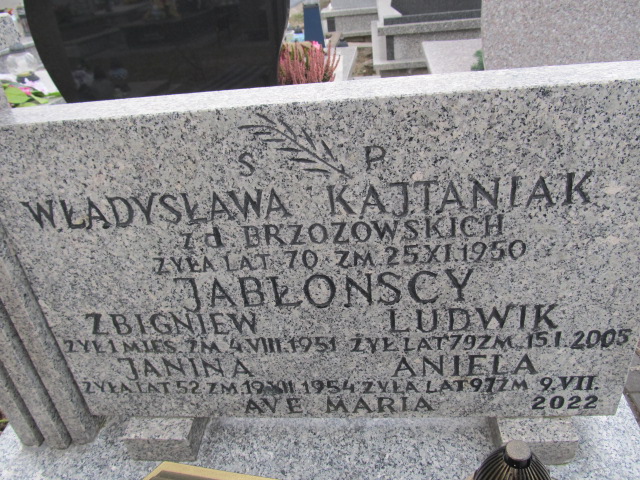 S P
WŁADYSŁAWA KAJTANIAK
Z d BRZOZOWSKICH
ŻYŁA LAT 70 ZM 25.XI.1950
JABŁOŃSCY
ZBIGNIEW LUDWIK
ŻYŁ 1 MIES. ZM. 4.VIII.1951 ŻYŁ LAT 79 ZM. 15.I.2005
JANINA ANIELA
ŻYŁA LAT 52 ZM 19.XII.1954 ŻYŁA LAT 97 ZM 9.VII.
AVE MARIA 2022